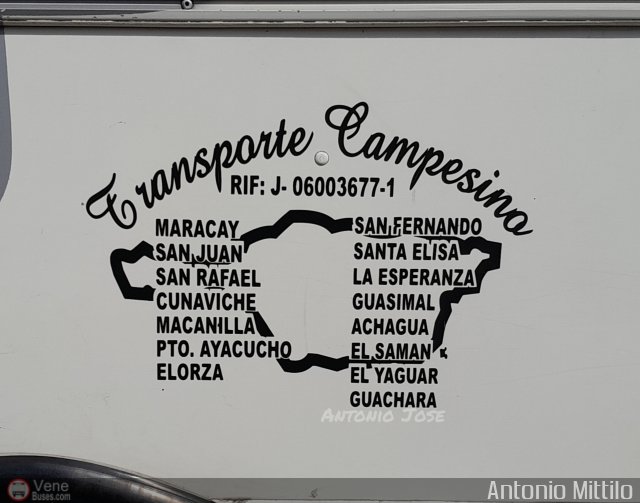 Transporte Campesino
RIF: J- 06003677-1
MARACAY
SAN JUAN
SAN RAFAEL
CUNAVICHE
MACANILLA
PTO. AYACUCHO
ELORZA
SAN FERNANDO
SANTA ELISA
LA ESPERANZA
GUASIMAL
ACHAGUA
EL SAMAN
EL YAGUAR
GUACHARA
Antonio Jose
Vene
Buses.com
Antonio Mittilo